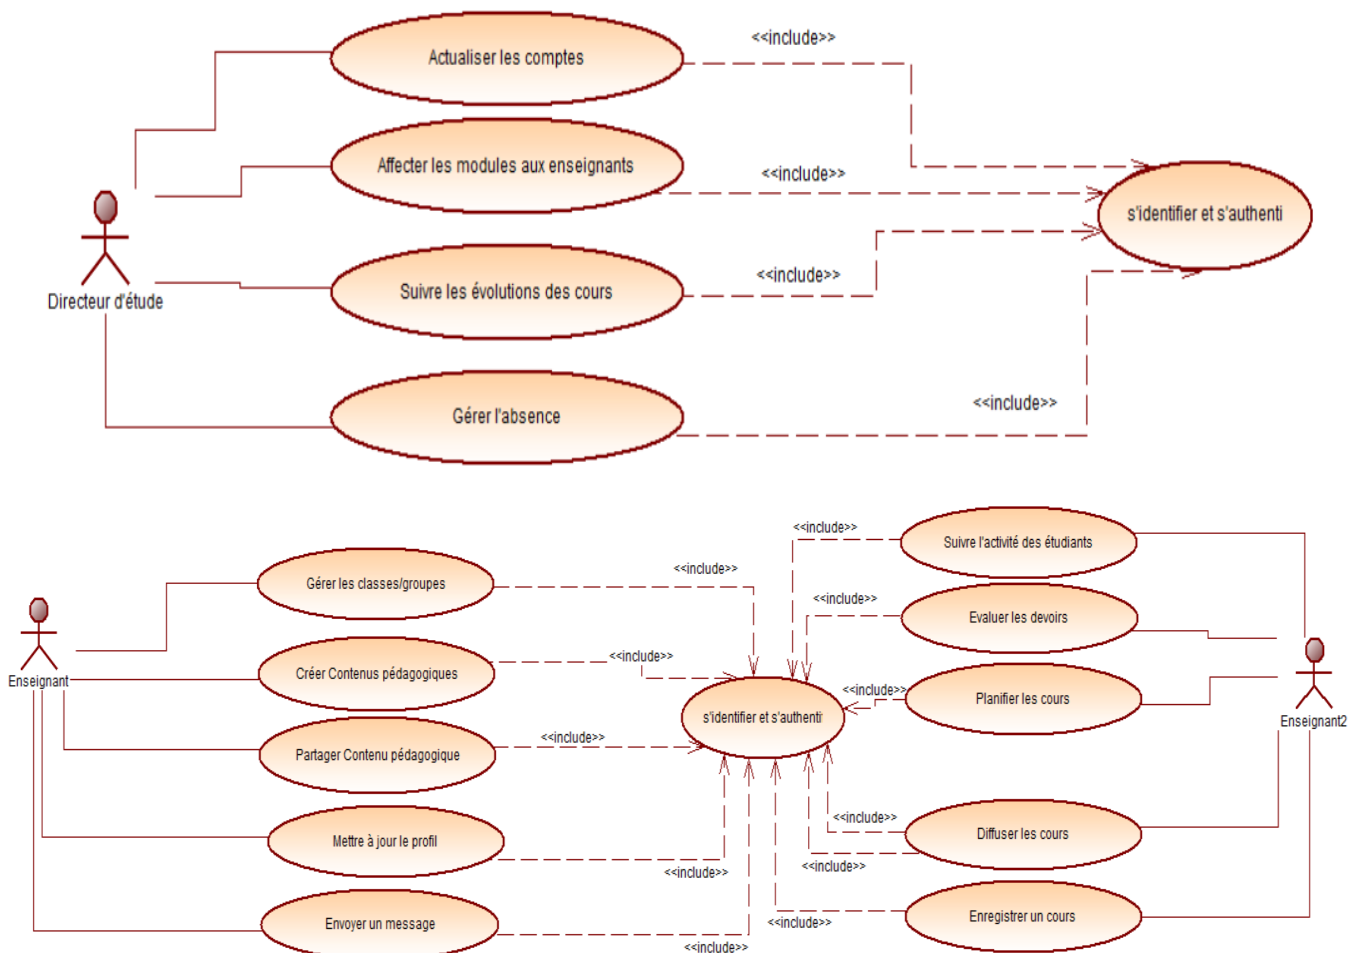 Actualiser les comptes
<<include>>
Affecter les modules aux enseignants
<<include>>
s'identifier et s'authenti
Directeur d'étude
Suivre les évolutions des cours
<<include>>
Gérer l'absence
<<include>>
<<include>>
Suivre l'activité des étudiants
Gérer les classes/groupes
<<include>>
<<include>>
Evaluer les devoirs
Enseignant
Créer Contenus pédagogiques
<<include>>
<<include>>
Planifier les cours
s'identifier et s'authenti
Enseignant2
Partager Contenu pédagogique
<<include>>
Mettre à jour le profil
<<include>>
<<include>>
Diffuser les cours
<<include>>
Envoyer un message
<<include>>
<<include>>
Enregistrer un cours